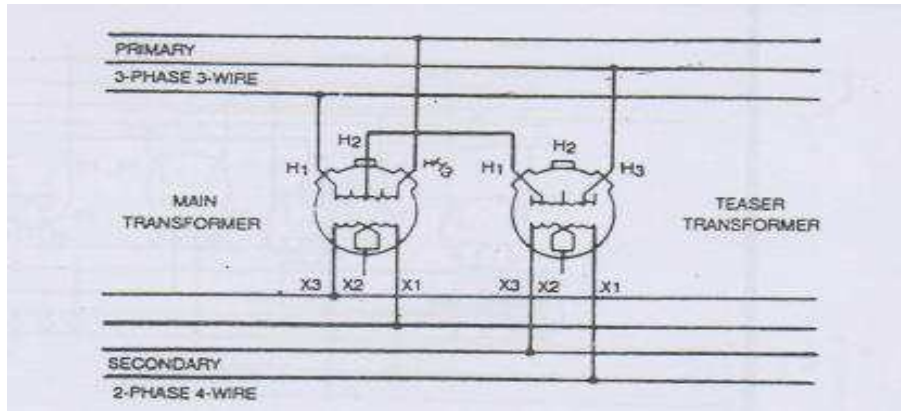 PRIMARY
3-PHASE 3-WIRE
H2
H1
H1
H2
H3
MAIN
TRANSFORMER
TEASER
TRANSFORMER
X3 X2 X1
X3 X2 X1
SECONDARY
2-PHASE 4-WIRE